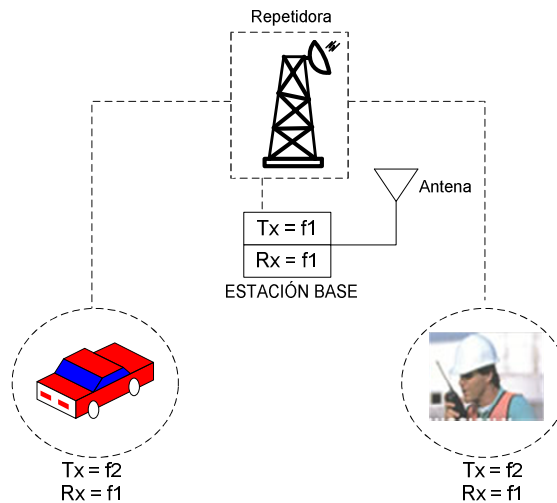 Repetidora
Antena
Tx = f1
Rx = f1
ESTACIÓN BASE
Tx = f2
Rx = f1
Tx = f2
Rx = f1